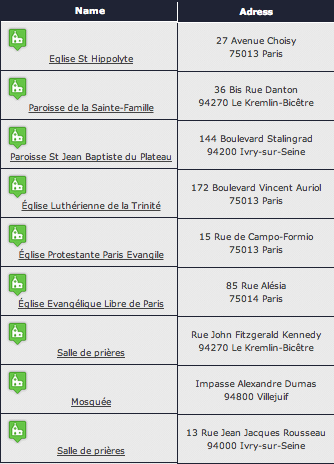 Name Adress
Eglise St Hippolyte
27 Avenue Choisy
75013 Paris
Paroisse de la Sainte-Famille
36 Bis Rue Danton
94270 Le Kremlin-Bicêtre
Paroisse St Jean Baptiste du Plateau
144 Boulevard Stalingrad
94200 Ivry-sur-Seine
Église Luthérienne de la Trinité
172 Boulevard Vincent Auriol
75013 Paris
Église Protestante Paris Evangile
15 Rue de Campo-Formio
75013 Paris
Église Evangélique Libre de Paris
85 Rue Alésia
75014 Paris
Salle de prières
Rue John Fitzgerald Kennedy
94270 Le Kremlin-Bicêtre
Mosquée
Impasse Alexandre Dumas
94800 Villejuif
Salle de prières
13 Rue Jean Jacques Rousseau
94000 Ivry-sur-Seine